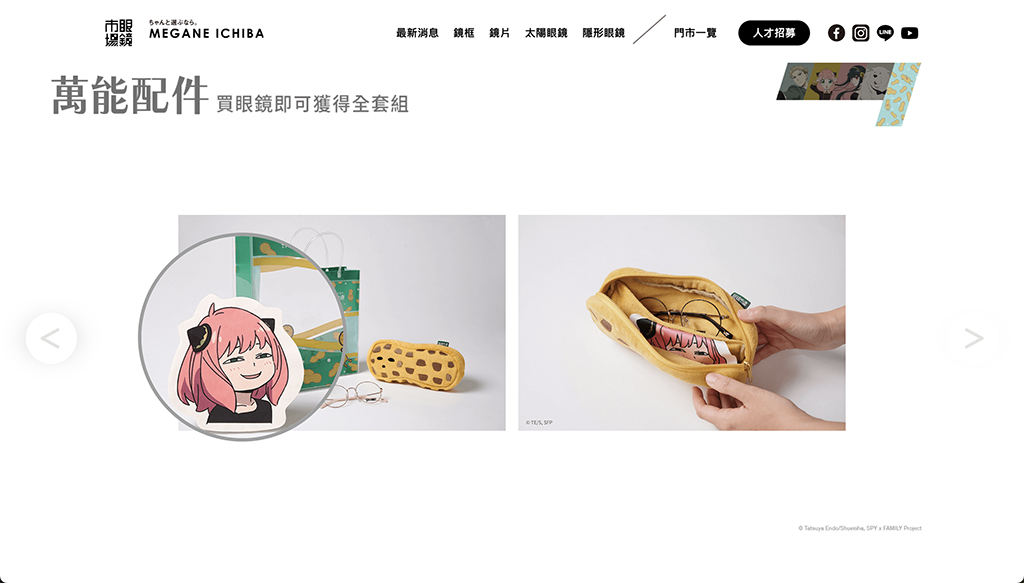 眼鏡市場
ちゃんと選ぶなら。
MEGANE ICHIBA
最新消息 鏡框 鏡片 太陽眼鏡 隱形眼鏡 門市一覽 人才招募
LINE
萬能配件 買眼鏡即可獲得全套組
< >
© TE/S, SFP
© Tatsuya Endo/Shueisha, SPY x FAMILY Project